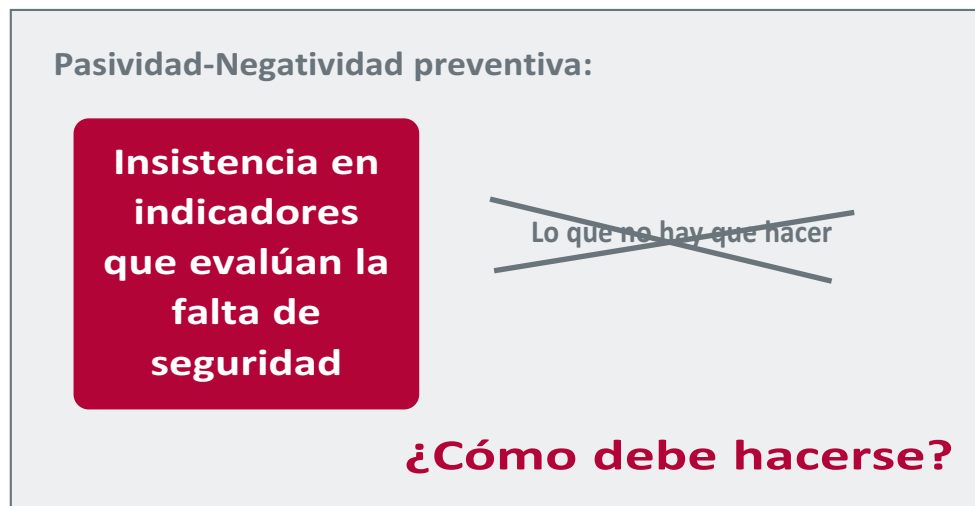 Pasividad-Negatividad preventiva:
Insistencia en
indicadores
que evalúan la
falta de
seguridad
Lo que no hay que hacer
¿Cómo debe hacerse?